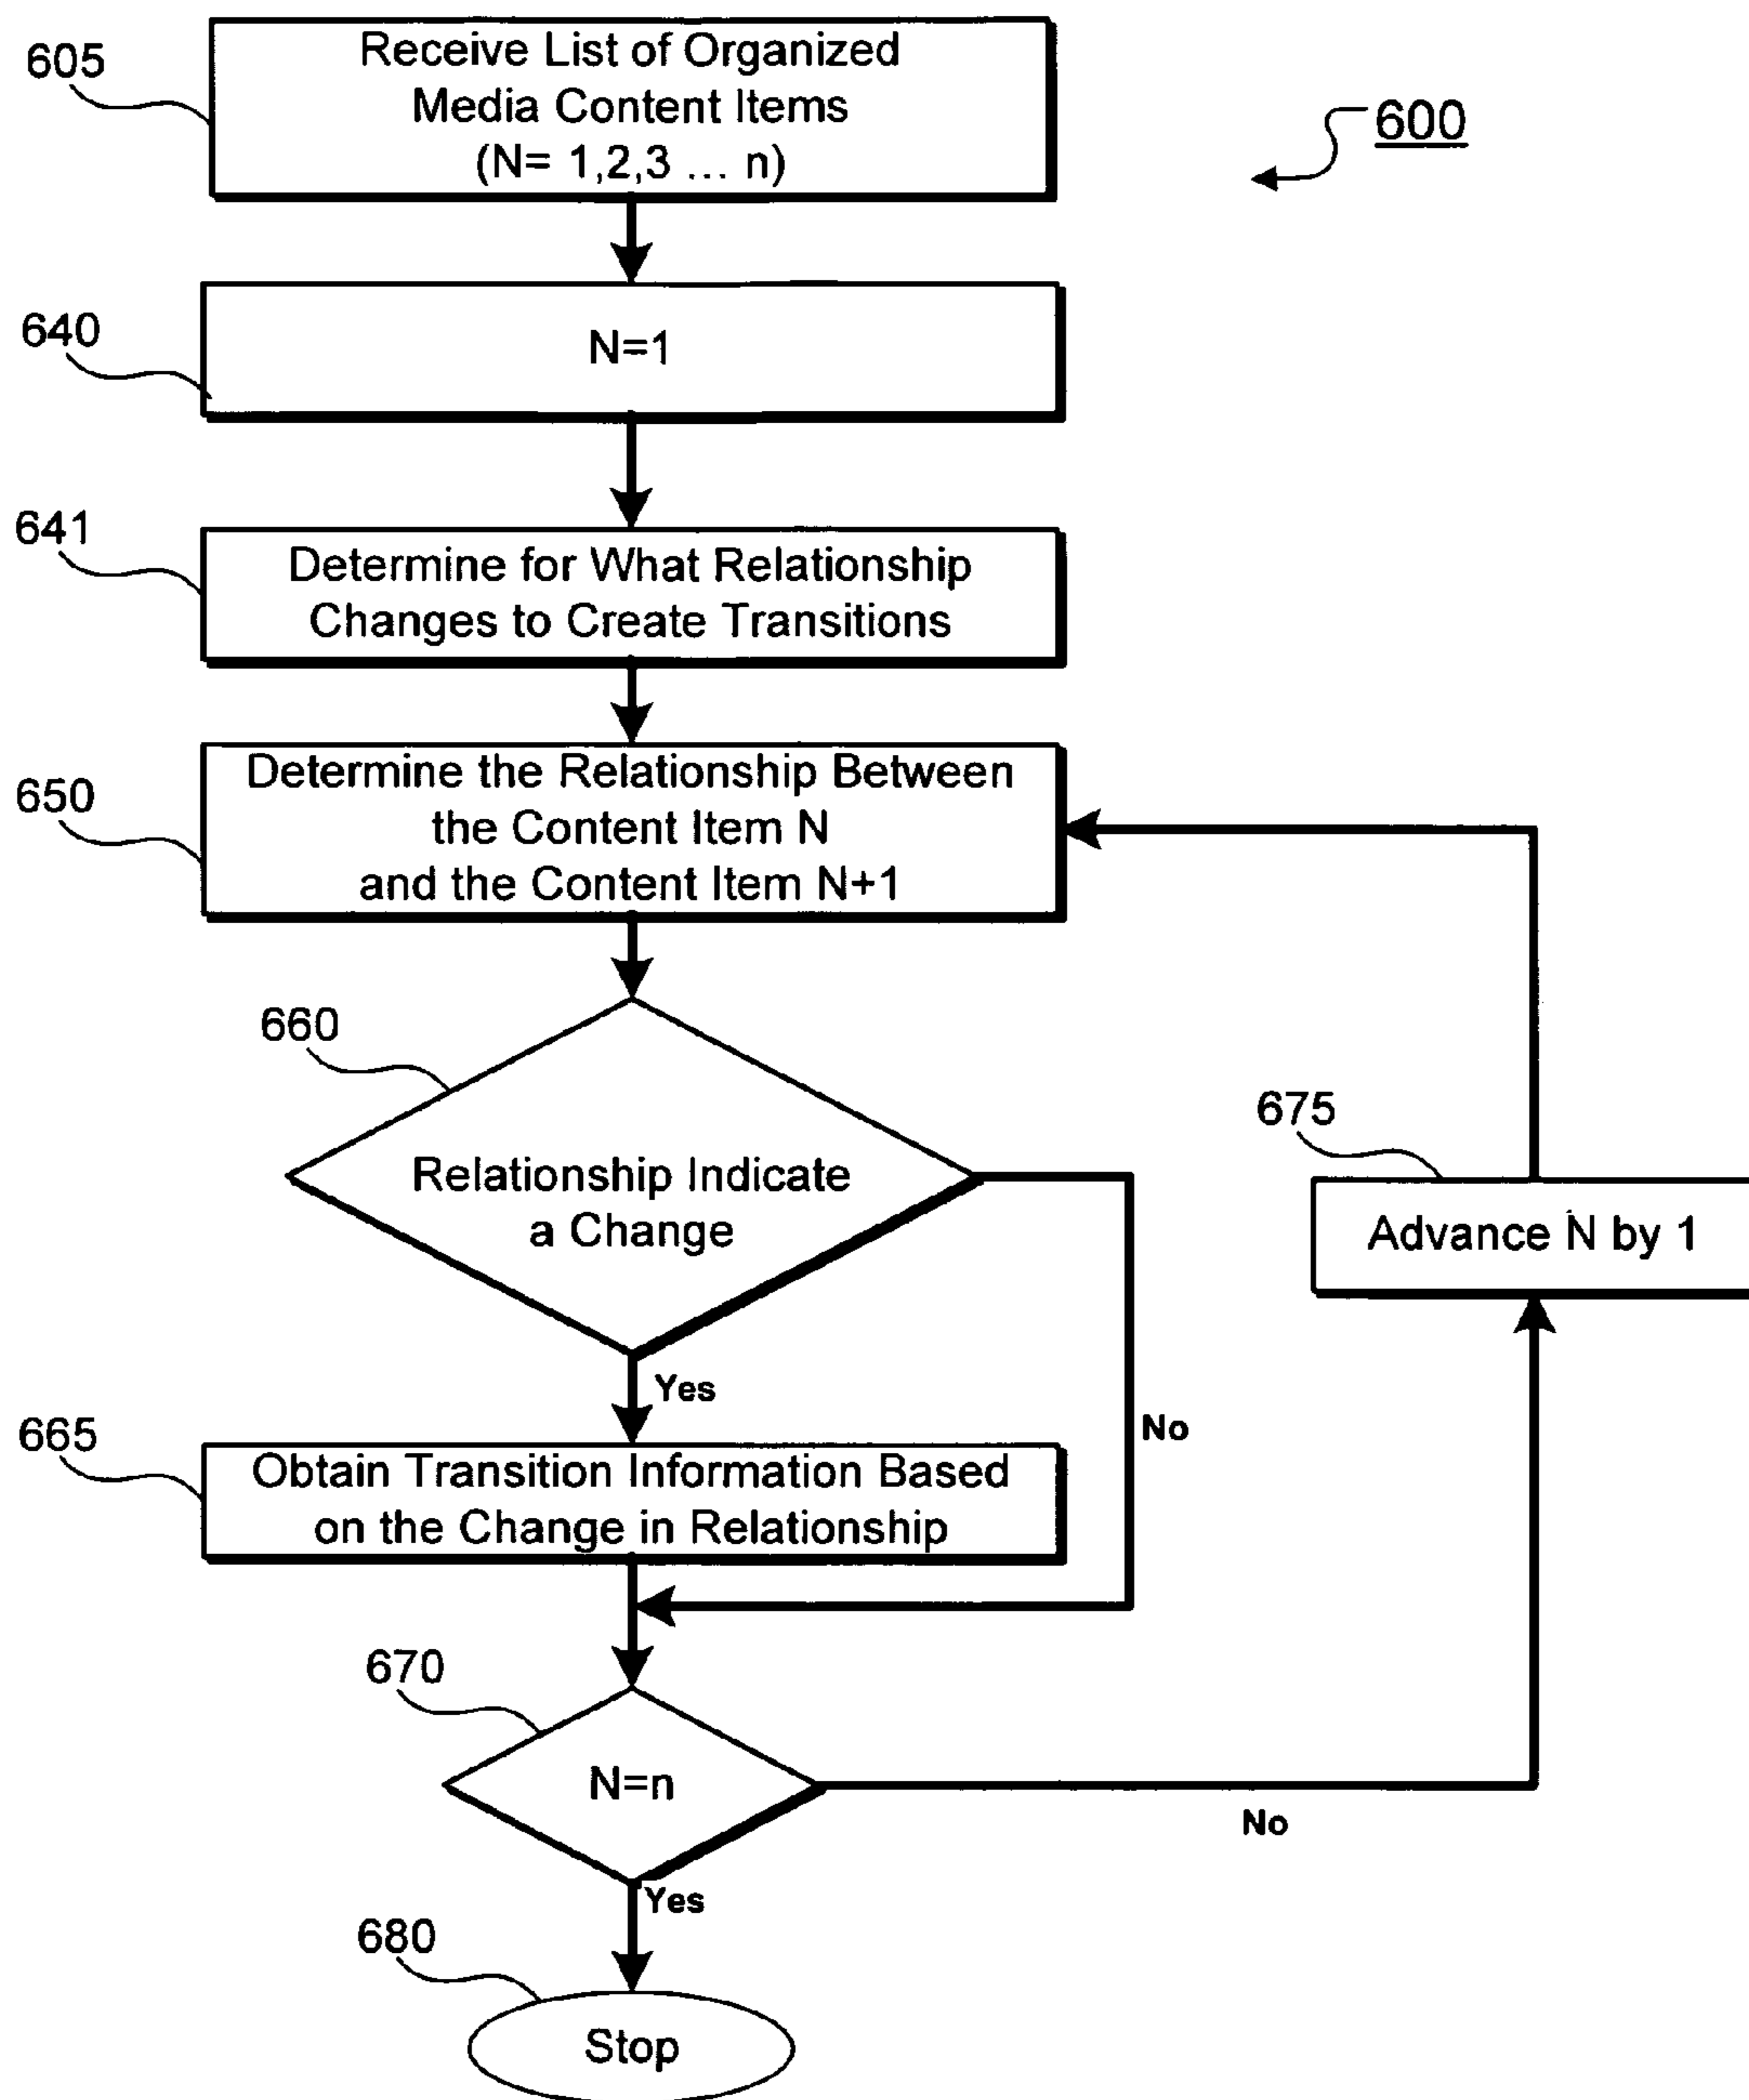 605
Receive List of Organized
Media Content Items
(N= 1,2,3 ... n)
600
640
N=1
641
Determine for What Relationship
Changes to Create Transitions
650
Determine the Relationship Between
the Content Item N
and the Content Item N+1
660
Relationship Indicate
a Change
675
Advance N by 1
Yes
No
665
Obtain Transition Information Based
on the Change in Relationship
670
N=n
No
Yes
680
Stop